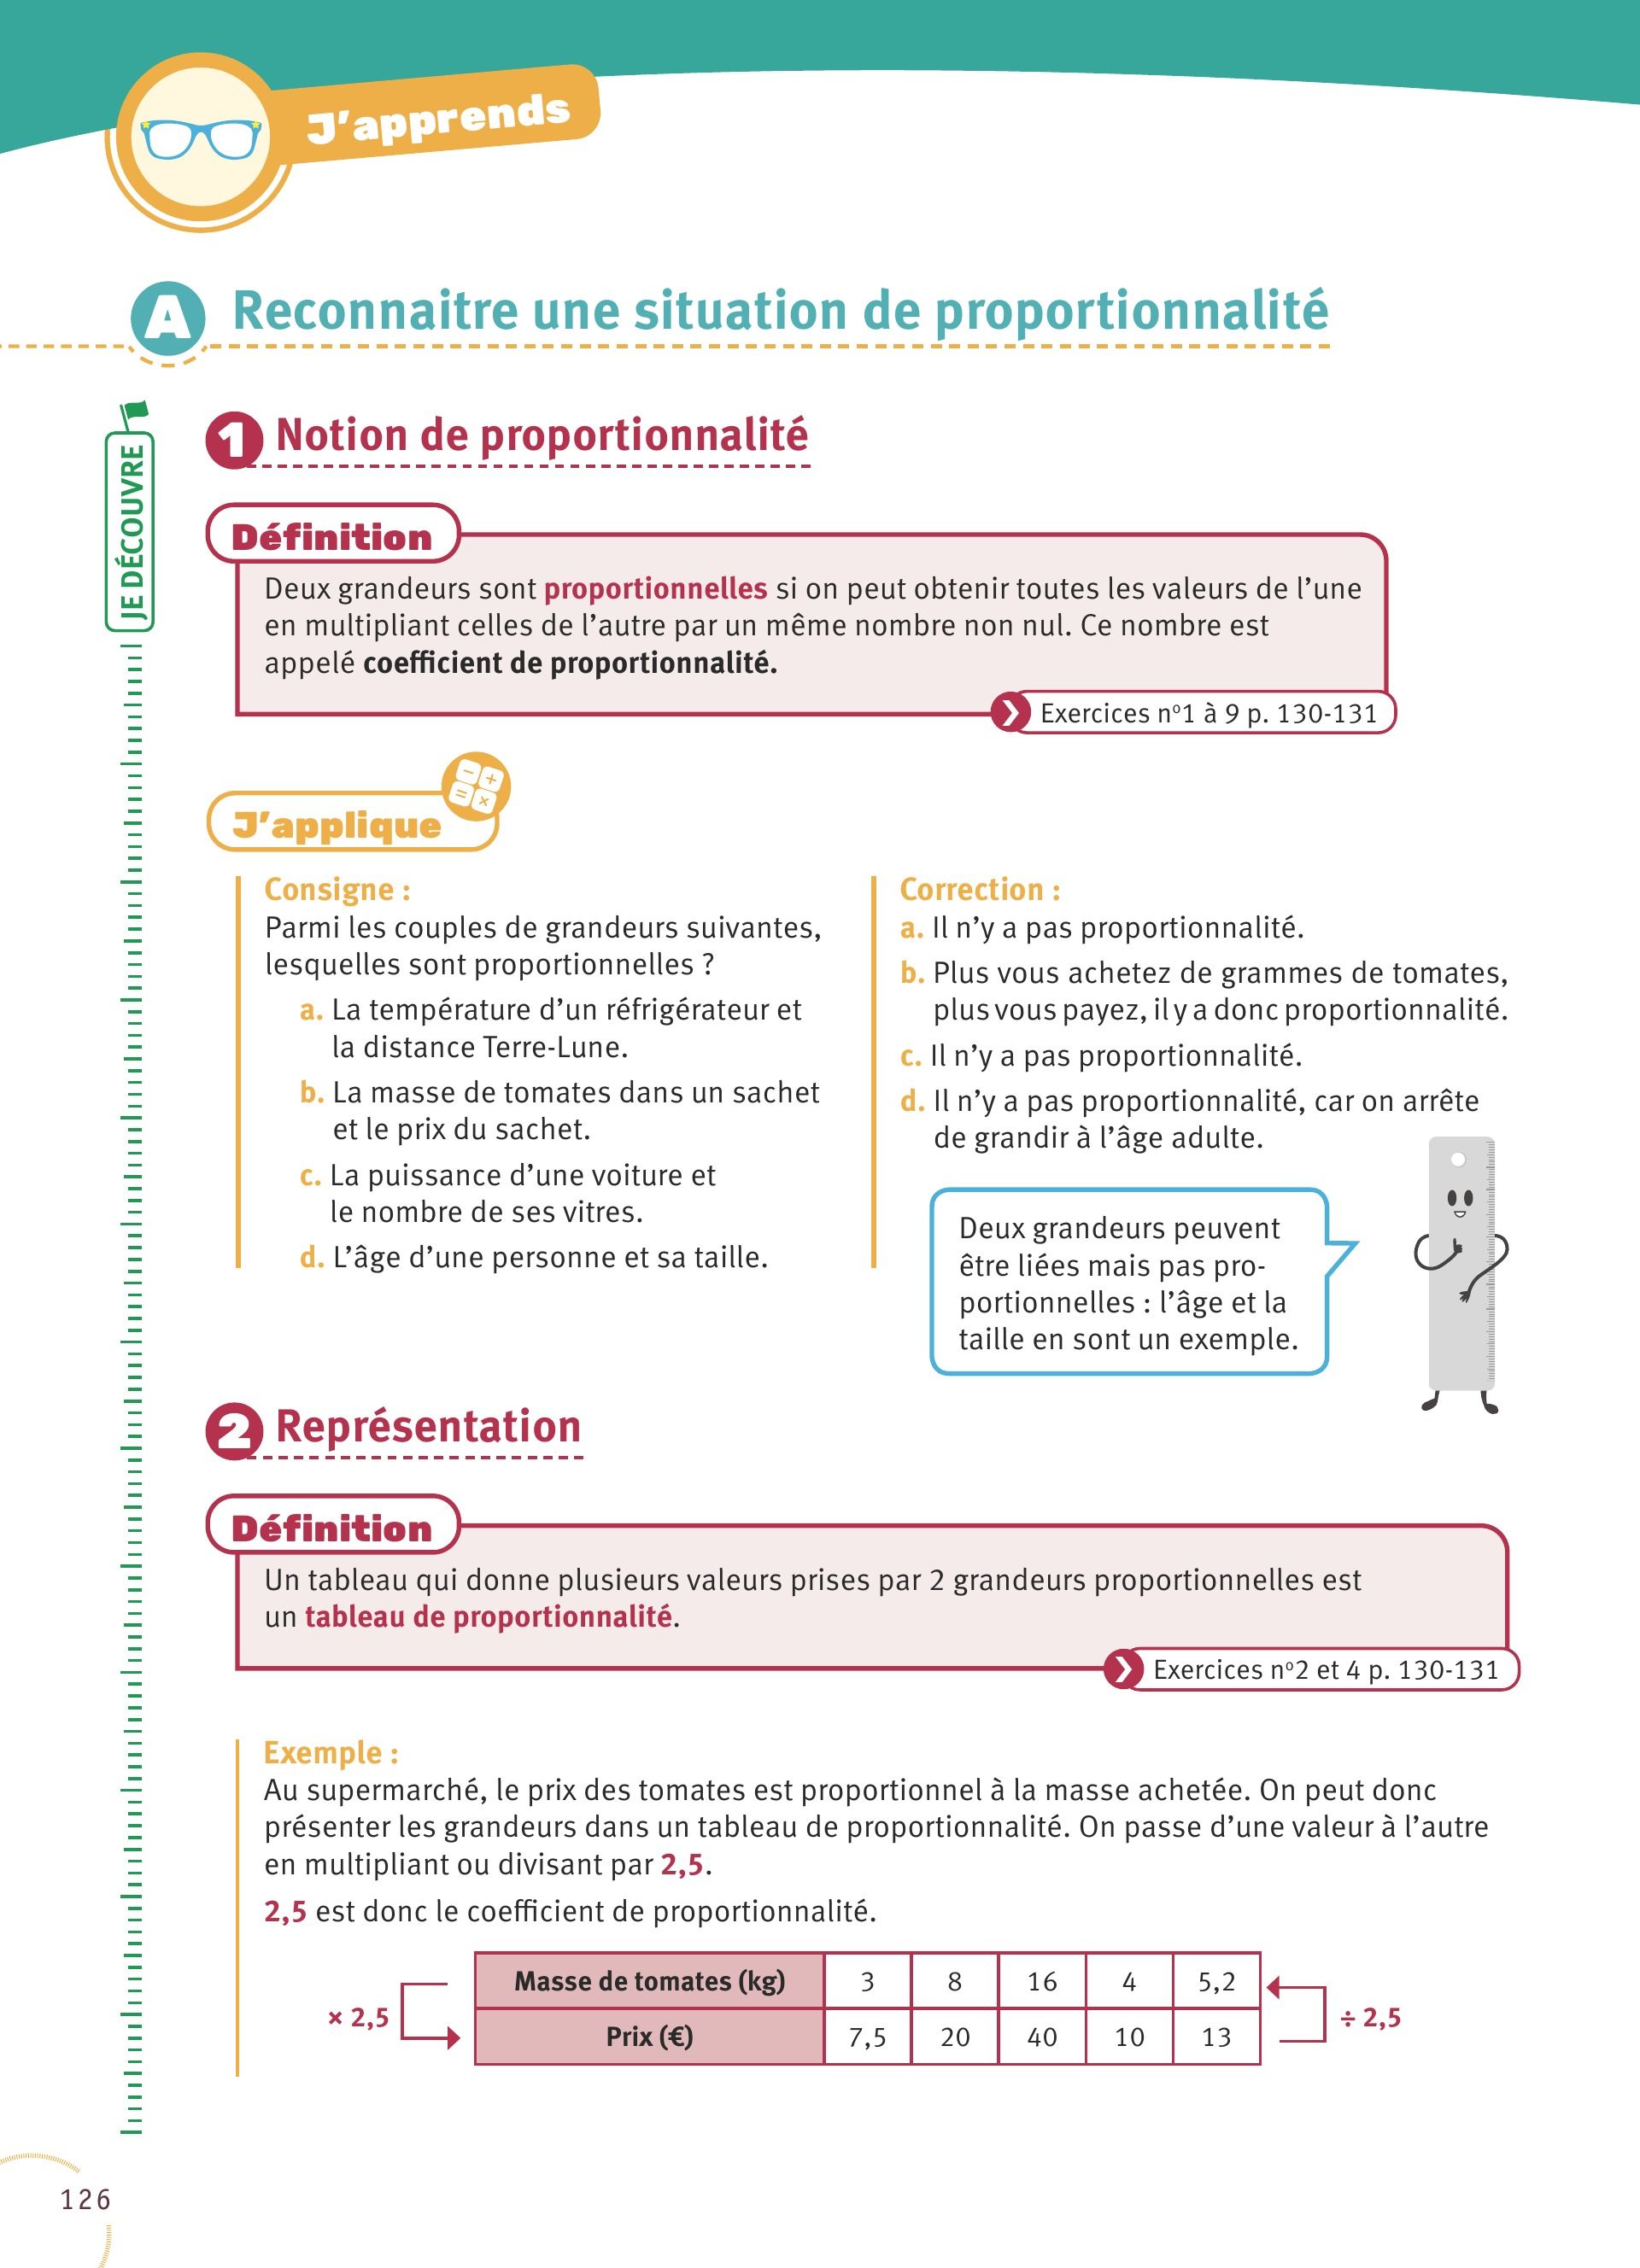 J'apprends
A Reconnaitre une situation de proportionnalité
JE DÉCOUVRE
1 Notion de proportionnalité
Définition
Deux grandeurs sont proportionnelles si on peut obtenir toutes les valeurs de l'une
en multipliant celles de l'autre par un même nombre non nul. Ce nombre est
appelé coefficient de proportionnalité.
❯ Exercices nº1 à 9 p. 130-131
J'applique
− + = ×
Consigne :
Parmi les couples de grandeurs suivantes,
lesquelles sont proportionnelles ?
a. La température d'un réfrigérateur et
la distance Terre-Lune.
b. La masse de tomates dans un sachet
et le prix du sachet.
c. La puissance d'une voiture et
le nombre de ses vitres.
d. L'âge d'une personne et sa taille.
Correction :
a. Il n'y a pas proportionnalité.
b. Plus vous achetez de grammes de tomates,
plus vous payez, il y a donc proportionnalité.
c. Il n'y a pas proportionnalité.
d. Il n'y a pas proportionnalité, car on arrête
de grandir à l'âge adulte.
Deux grandeurs peuvent
être liées mais pas pro-
portionnelles : l'âge et la
taille en sont un exemple.
2 Représentation
Définition
Un tableau qui donne plusieurs valeurs prises par 2 grandeurs proportionnelles est
un tableau de proportionnalité.
❯ Exercices nº2 et 4 p. 130-131
Exemple :
Au supermarché, le prix des tomates est proportionnel à la masse achetée. On peut donc
présenter les grandeurs dans un tableau de proportionnalité. On passe d'une valeur à l'autre
en multipliant ou divisant par 2,5.
2,5 est donc le coefficient de proportionnalité.
Masse de tomates (kg) 3 8 16 4 5,2
× 2,5 ÷ 2,5
Prix (€) 7,5 20 40 10 13
126